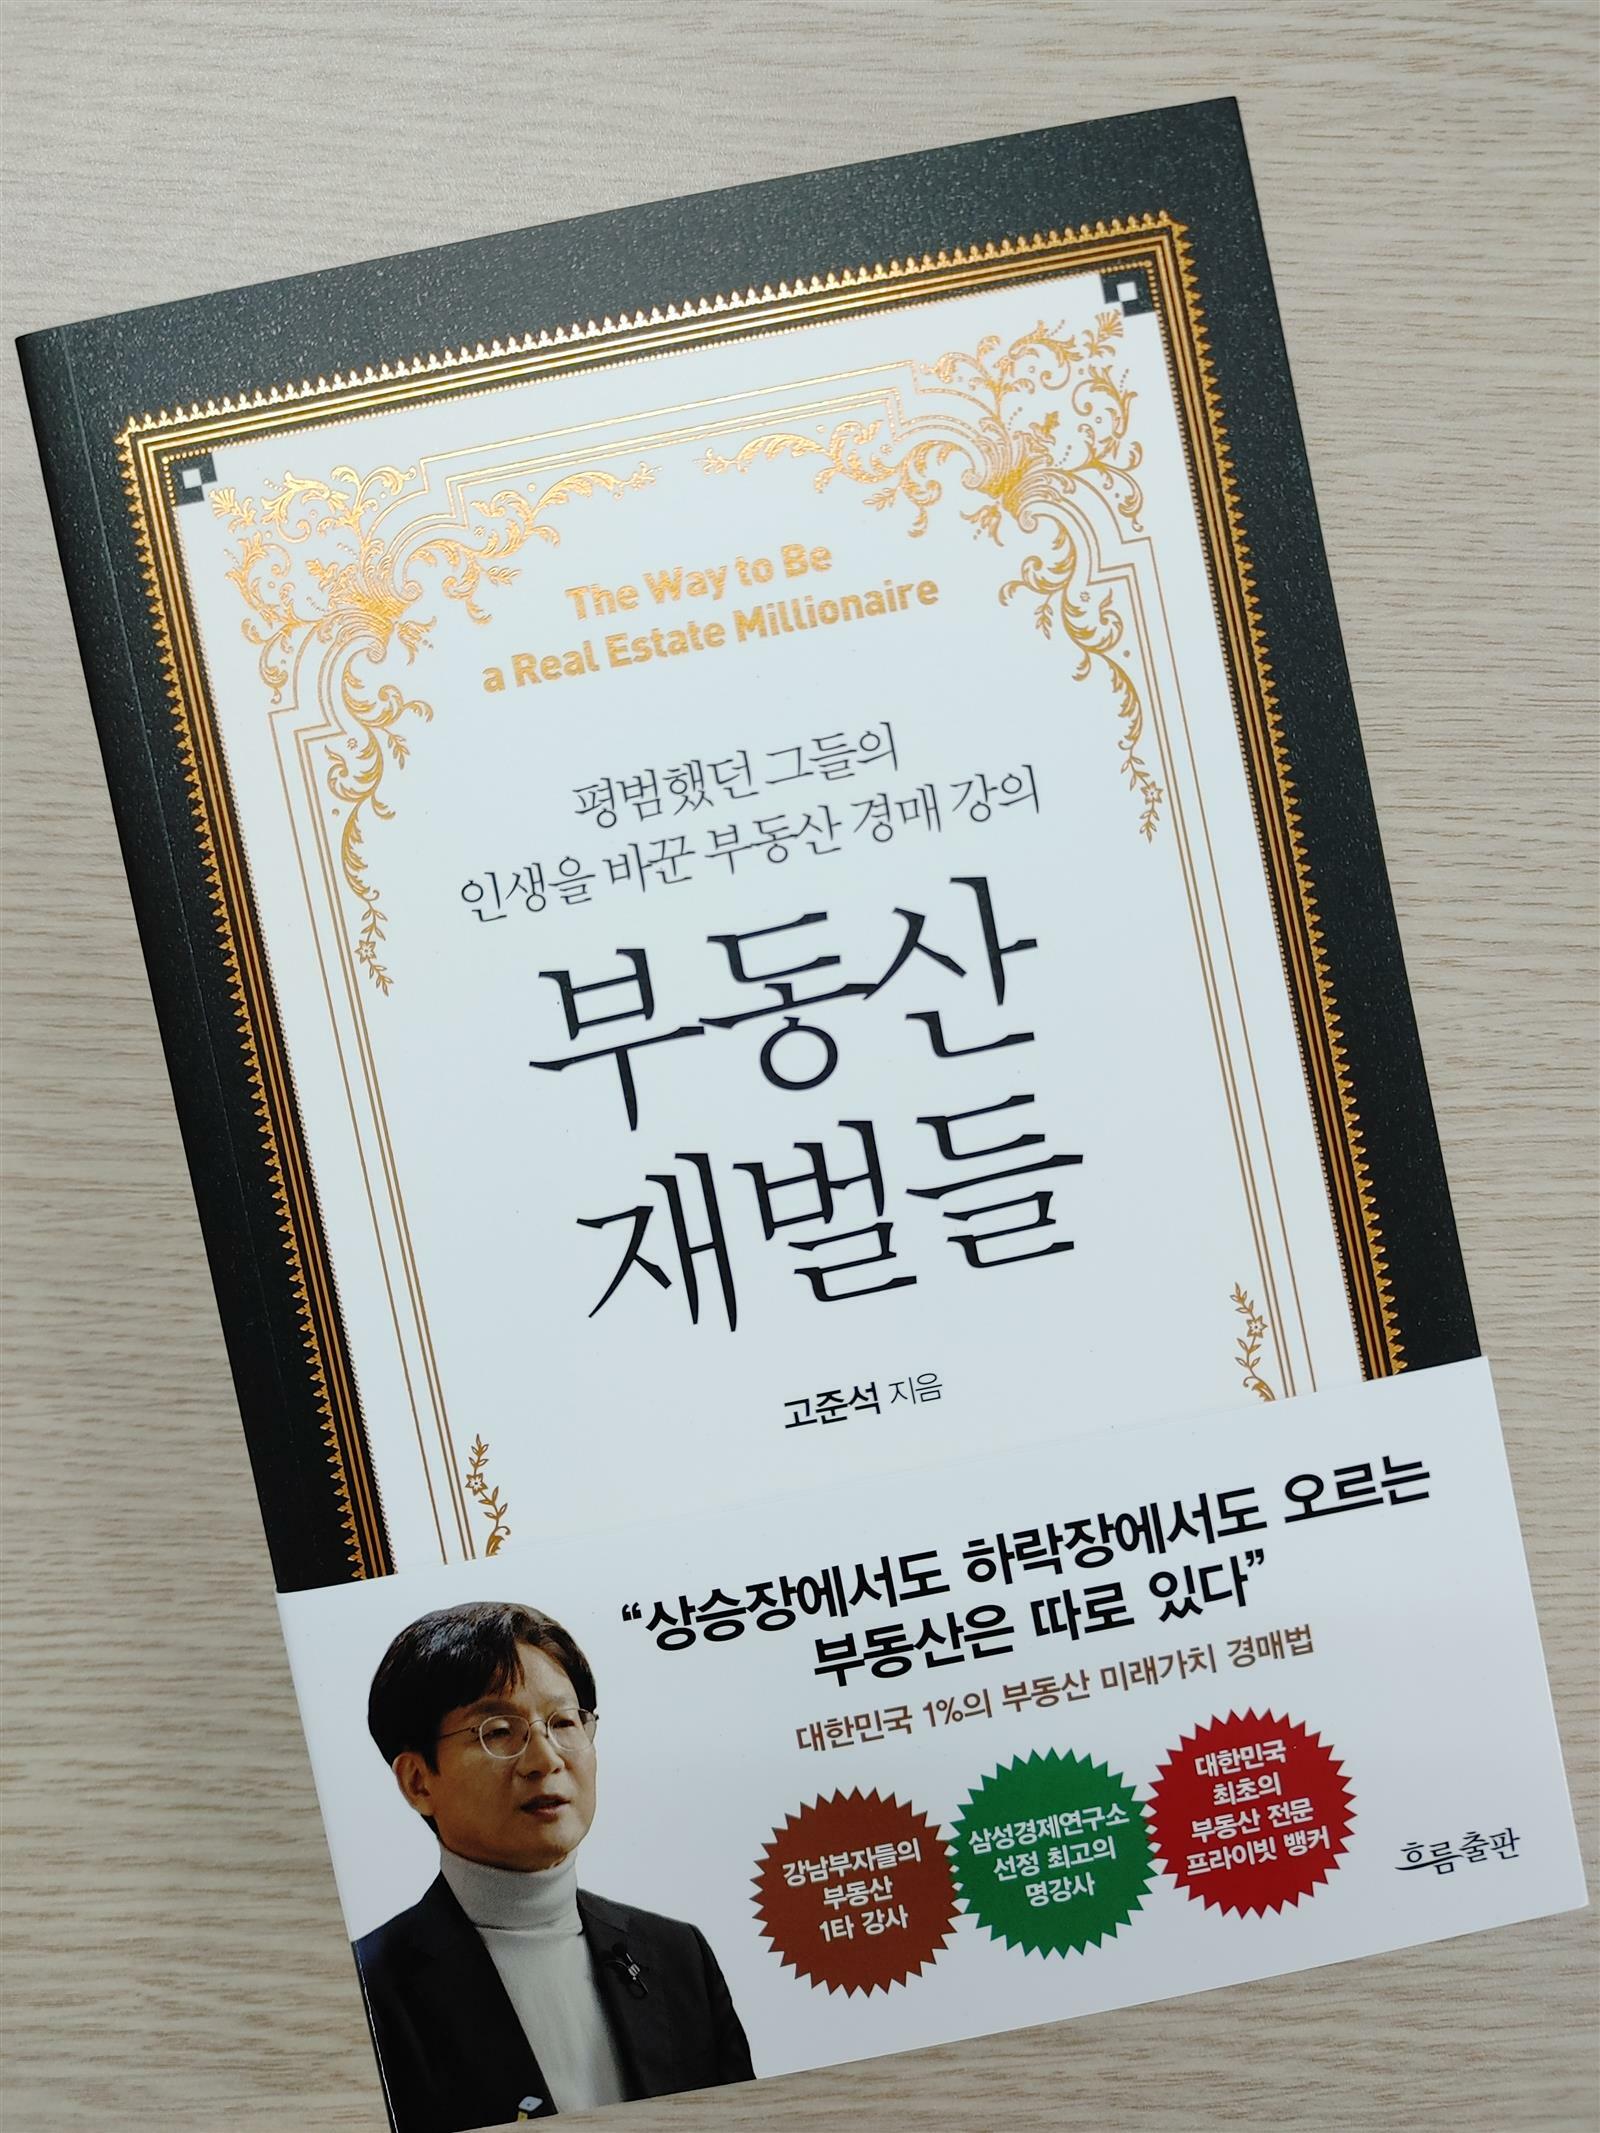 The Way to Be
a Real Estate Millionaire
평범했던 그들의
인생을 바꾼 부동산 경매 강의
부동산
재벌들
고준석 지음
“상승장에서도 하락장에서도 오르는
부동산은 따로 있다”
대한민국 1%의 부동산 미래가치 경매법
강남부자들의
부동산
1타 강사
삼성경제연구소
선정 최고의
명강사
대한민국
최초의
부동산 전문
프라이빗 뱅커
흐름출판